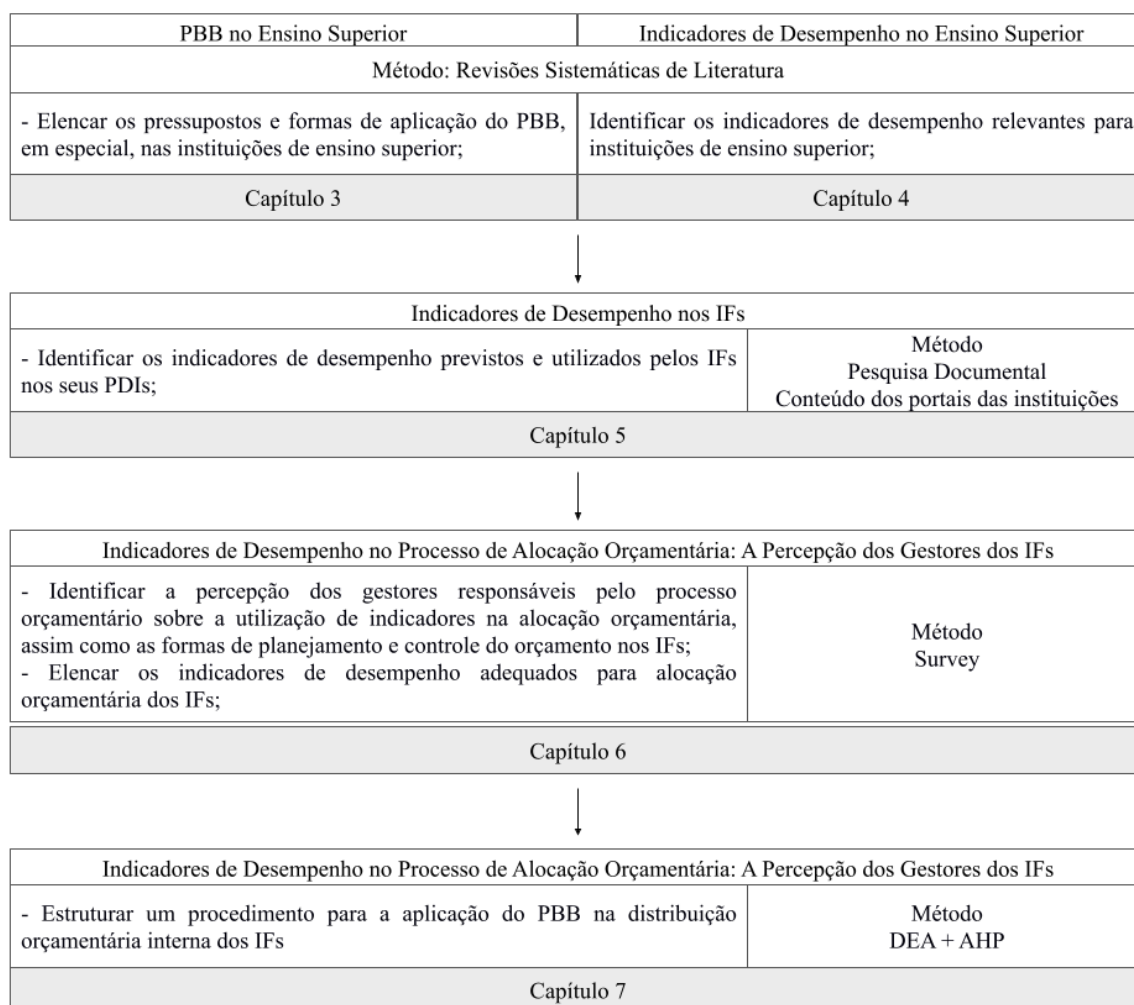 PBB no Ensino Superior
Indicadores de Desempenho no Ensino Superior
Método: Revisões Sistemáticas de Literatura
- Elencar os pressupostos e formas de aplicação do PBB,
em especial, nas instituições de ensino superior;
Identificar os indicadores de desempenho relevantes para
instituições de ensino superior;
Capítulo 3
Capítulo 4
Indicadores de Desempenho nos IFs
- Identificar os indicadores de desempenho previstos e utilizados pelos IFs
nos seus PDIs;
Método
Pesquisa Documental
Conteúdo dos portais das instituições
Capítulo 5
Indicadores de Desempenho no Processo de Alocação Orçamentária: A Percepção dos Gestores dos IFs
- Identificar a percepção dos gestores responsáveis pelo processo
orçamentário sobre a utilização de indicadores na alocação orçamentária,
assim como as formas de planejamento e controle do orçamento nos IFs;
- Elencar os indicadores de desempenho adequados para alocação
orçamentária dos IFs;
Método
Survey
Capítulo 6
Indicadores de Desempenho no Processo de Alocação Orçamentária: A Percepção dos Gestores dos IFs
- Estruturar um procedimento para a aplicação do PBB na distribuição
orçamentária interna dos IFs
Método
DEA + AHP
Capítulo 7